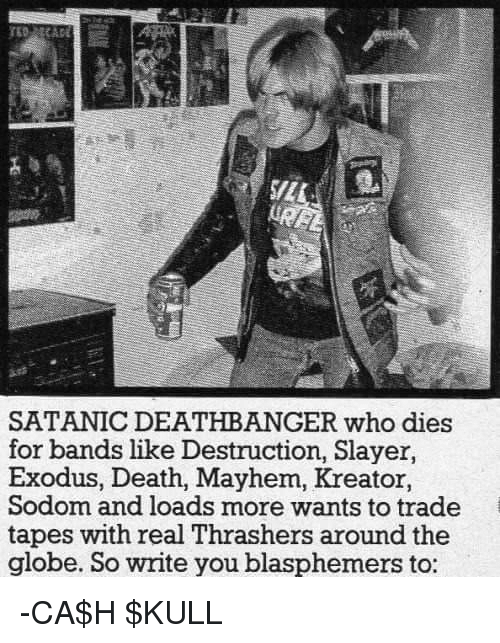 SATANIC DEATHBANGER who dies
for bands like Destruction, Slayer,
Exodus, Death, Mayhem, Kreator,
Sodom and loads more wants to trade
tapes with real Thrashers around the
globe. So write you blasphemers to:
-CA$H $KULL